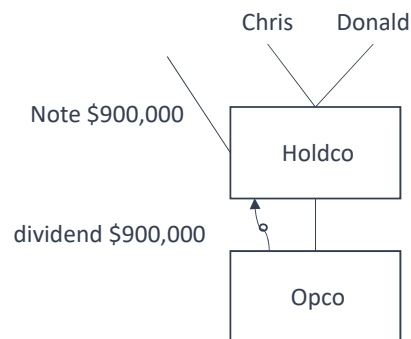 Chris Donald
Note $900,000
Holdco
dividend $900,000
Opco